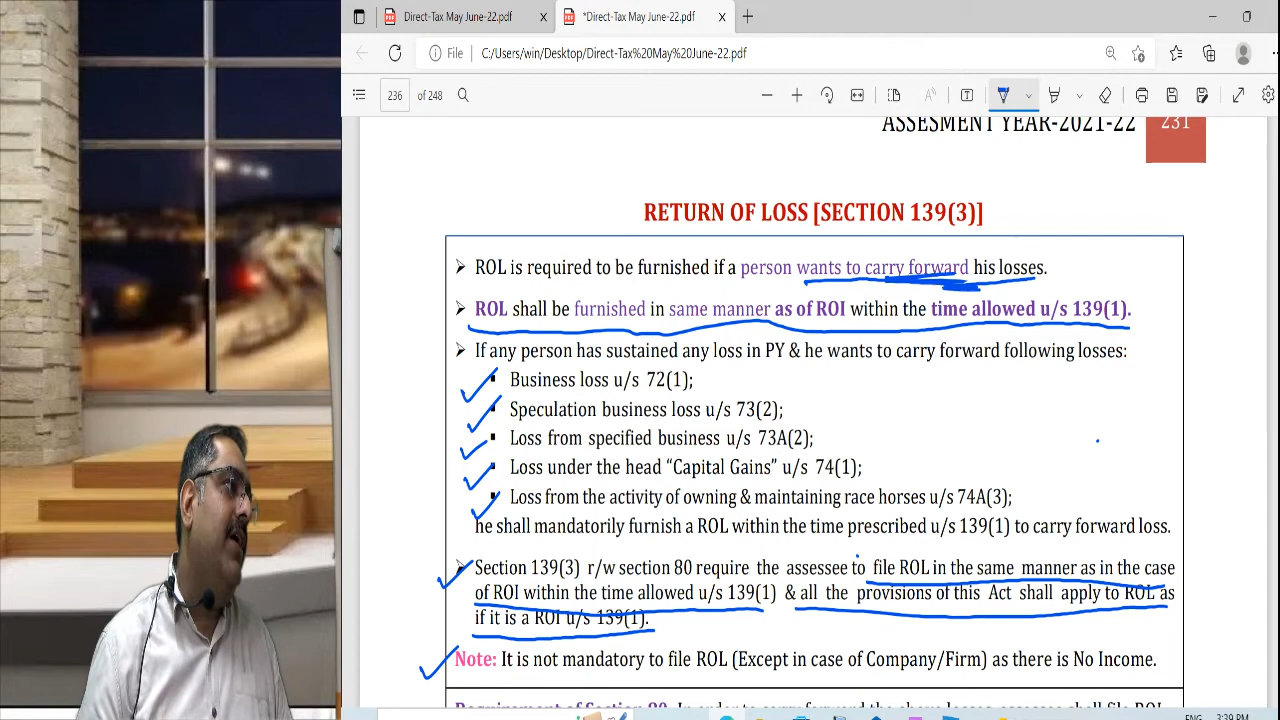 Direct-Tax May June-22.pdf
*Direct-Tax May June-22.pdf
File C:/Users/win/Desktop/Direct-Tax%20May%20June-22.pdf
236 of 248
ASSESMENT YEAR-2021-22 231
RETURN OF LOSS [SECTION 139(3)]
➢ ROL is required to be furnished if a person wants to carry forward his losses.
➢ ROL shall be furnished in same manner as of ROI within the time allowed u/s 139(1).
➢ If any person has sustained any loss in PY & he wants to carry forward following losses:
▪ Business loss u/s 72(1);
▪ Speculation business loss u/s 73(2);
▪ Loss from specified business u/s 73A(2);
▪ Loss under the head “Capital Gains” u/s 74(1);
▪ Loss from the activity of owning & maintaining race horses u/s 74A(3);
he shall mandatorily furnish a ROL within the time prescribed u/s 139(1) to carry forward loss.
➢ Section 139(3) r/w section 80 require the assessee to file ROL in the same manner as in the case
of ROI within the time allowed u/s 139(1) & all the provisions of this Act shall apply to ROL as
if it is a ROI u/s 139(1).
Note: It is not mandatory to file ROL (Except in case of Company/Firm) as there is No Income.